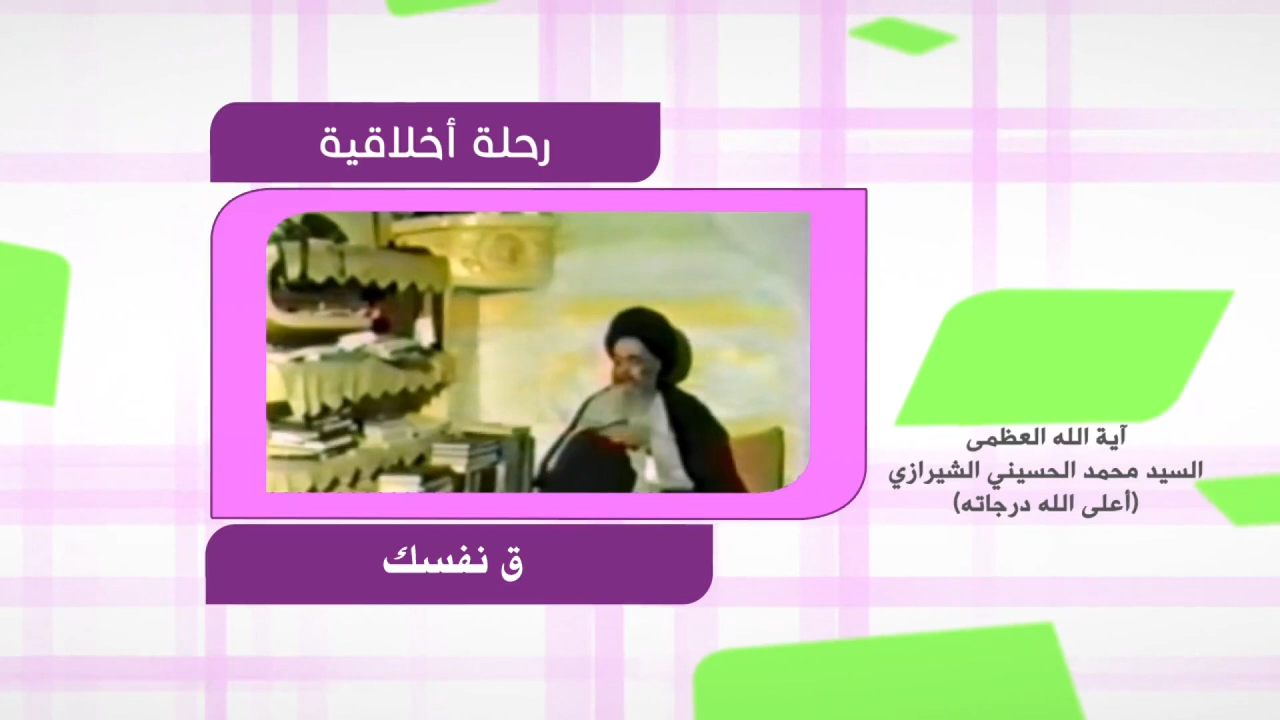 رحلة أخلاقية
آية الله العظمى
السيد محمد الحسيني الشيرازي
(أعلى الله درجاته)
ق نفسك